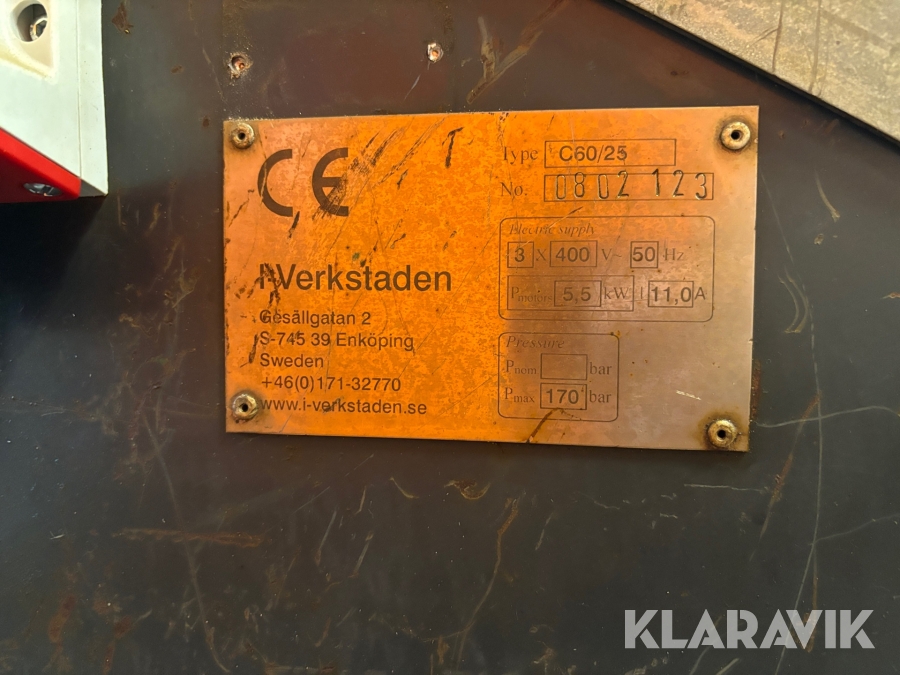 CE
i-Verkstaden
Gesällgatan 2
S-745 39 Enköping
Sweden
+46(0)171-32770
www.i-verkstaden.se
Type C60/25
No. 0802 123
Electric supply
3 X 400 V~ 50 Hz
Pmotors 5,5 kW I 11,0 A
Pressure
Pnom bar
Pmax 170 bar
KLARAVIK